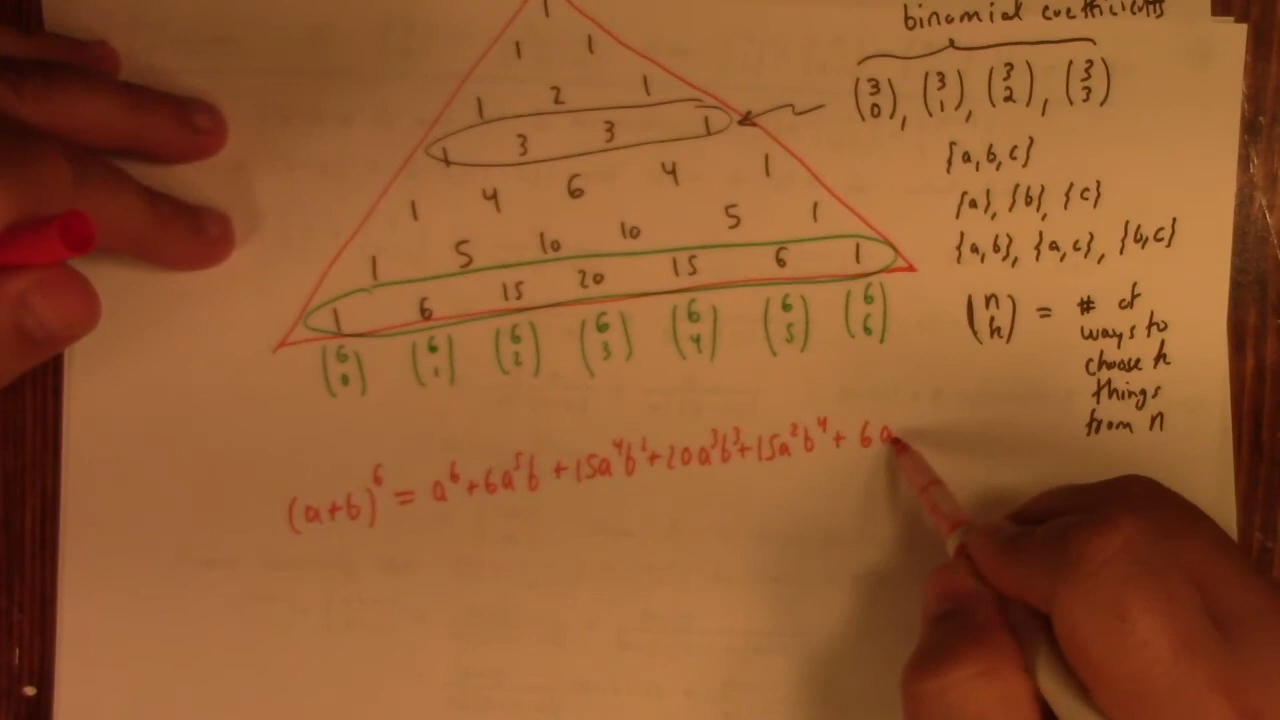 1
1 1
1 2 1
1 3 3 1
1 4 6 4 1
1 5 10 10 5 1
1 6 15 20 15 6 1
(6 0) (6 1) (6 2) (6 3) (6 4) (6 5) (6 6)
(a+b)^6 = a^6+6a^5b+15a^4b^2+20a^3b^3+15a^2b^4+6a
binomial coefficients
(3 0), (3 1), (3 2), (3 3)
{a,b,c}
{a}, {b}, {c}
{a,b}, {a,c}, {b,c}
(n k) = # of
ways to
choose k
things
from n